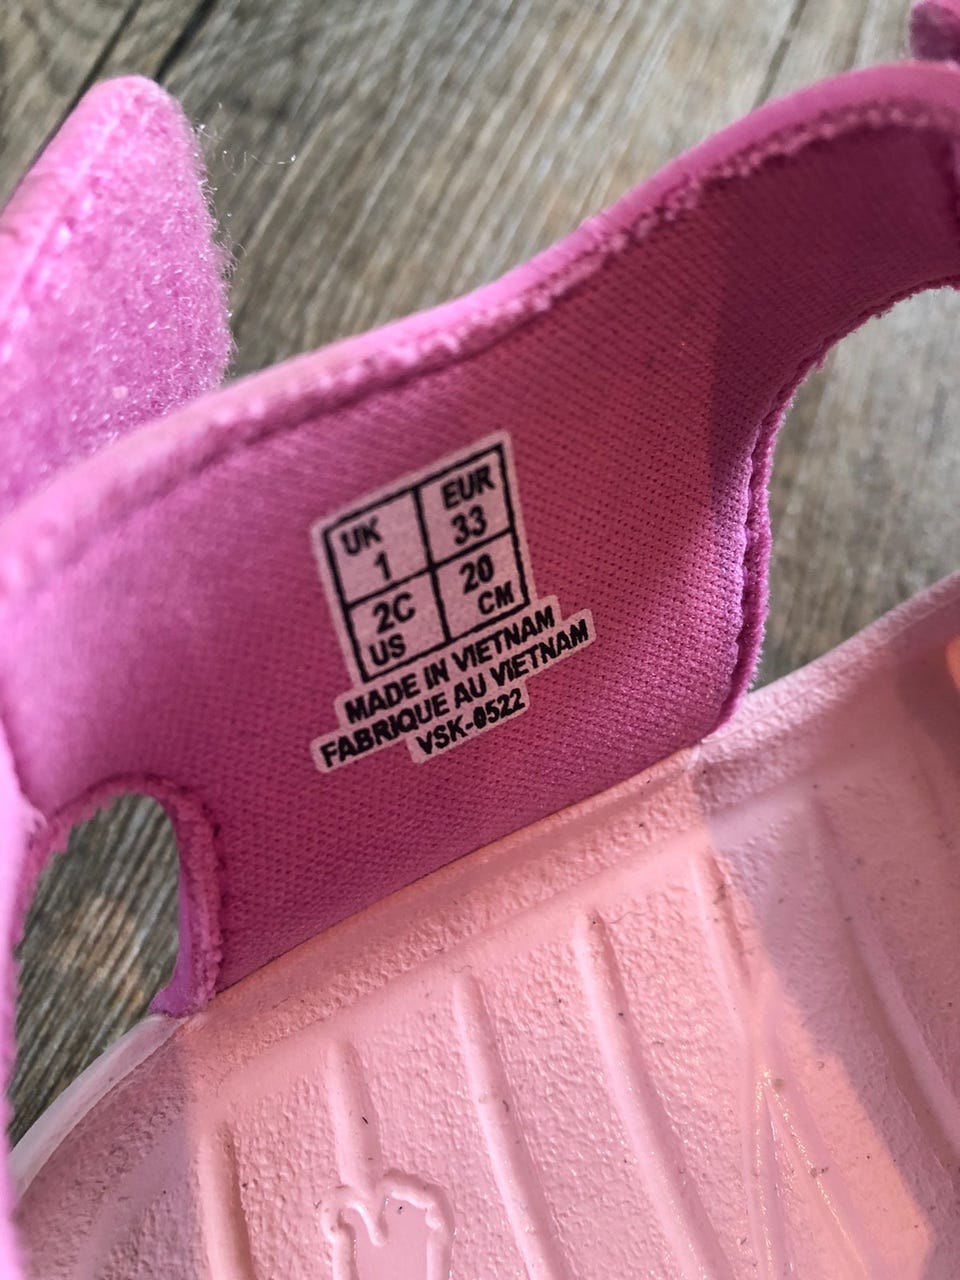 UK EUR
1 33
2C 20
US CM
MADE IN VIETNAM
FABRIQUE AU VIETNAM
VSK-0522